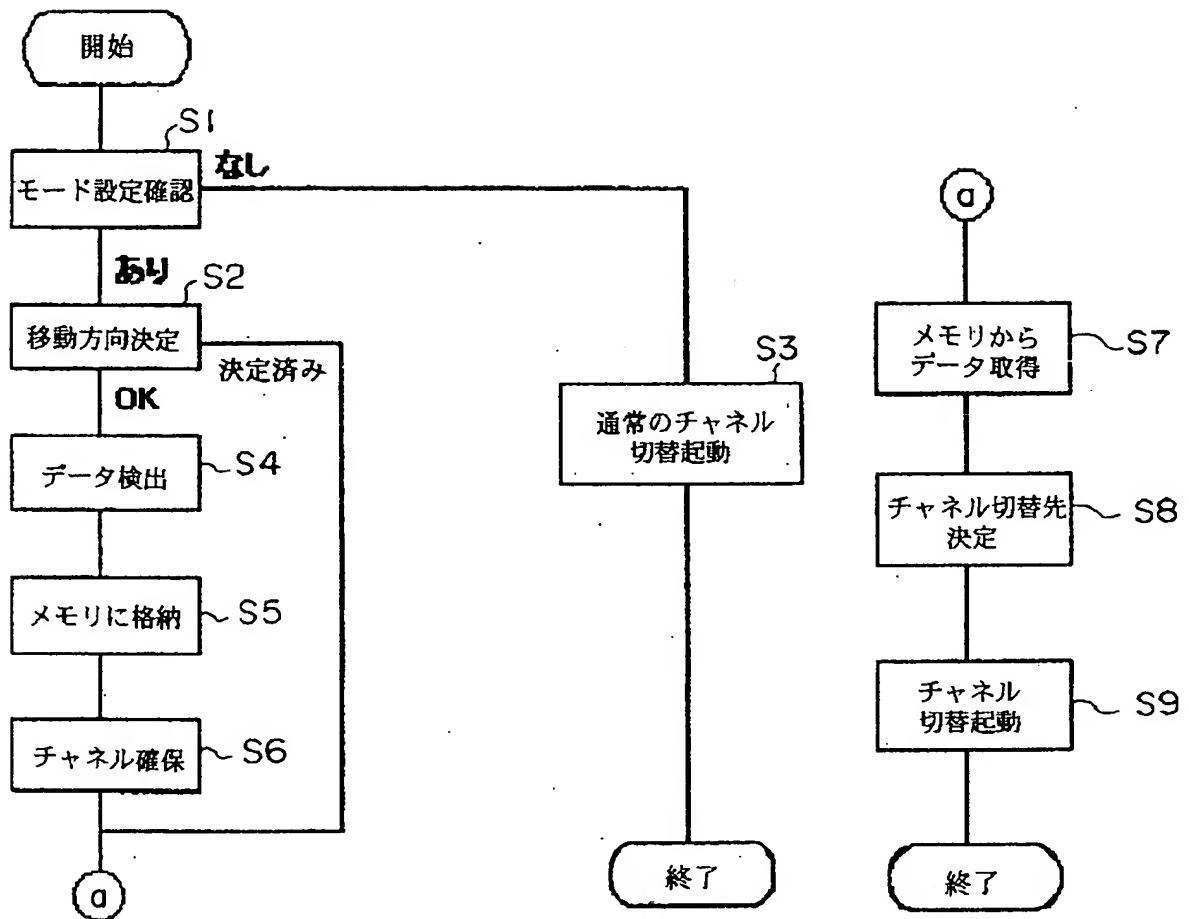 開始
S1
モード設定確認
なし
あり
S2
移動方向決定
決定済み
OK
データ検出
S4
メモリに格納
S5
チャネル確保
S6
a
S3
通常のチャネル
切替起動
終了
a
メモリから
データ取得
S7
チャネル切替先
決定
S8
チャネル
切替起動
S9
終了